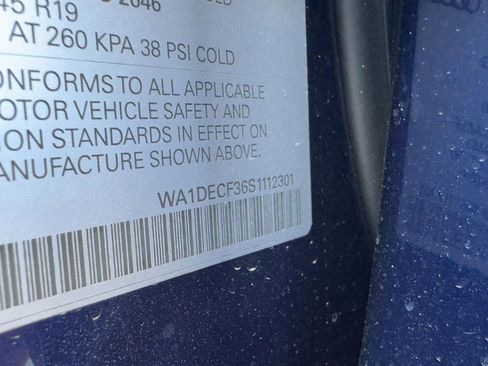 45 R19
AT 260 KPA 38 PSI COLD
ONFORMS TO ALL APPLICABLE
OTOR VEHICLE SAFETY AND
ION STANDARDS IN EFFECT ON
ANUFACTURE SHOWN ABOVE.
WA1DECF36S1112301